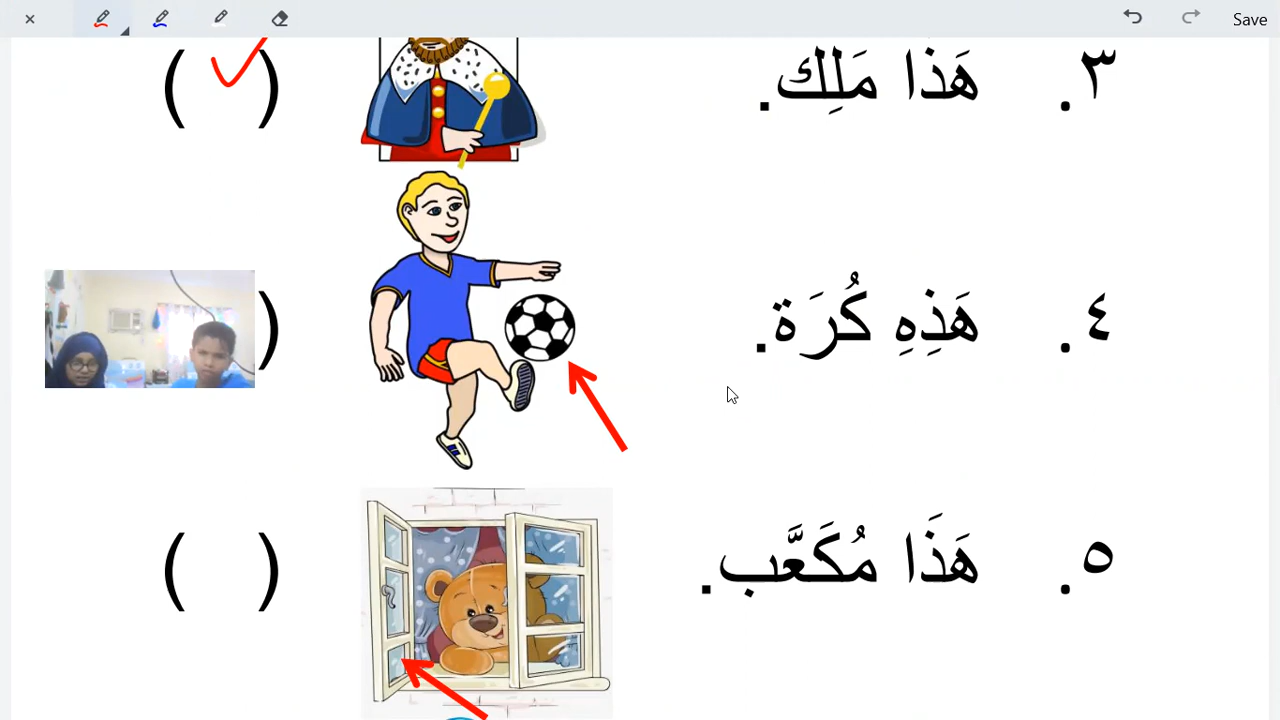 Save
٣. هَذَا مَلِك. ( ✓ )
٤. هَذِهِ كُرَة. )
٥. هَذَا مُكَعَّب. ( )